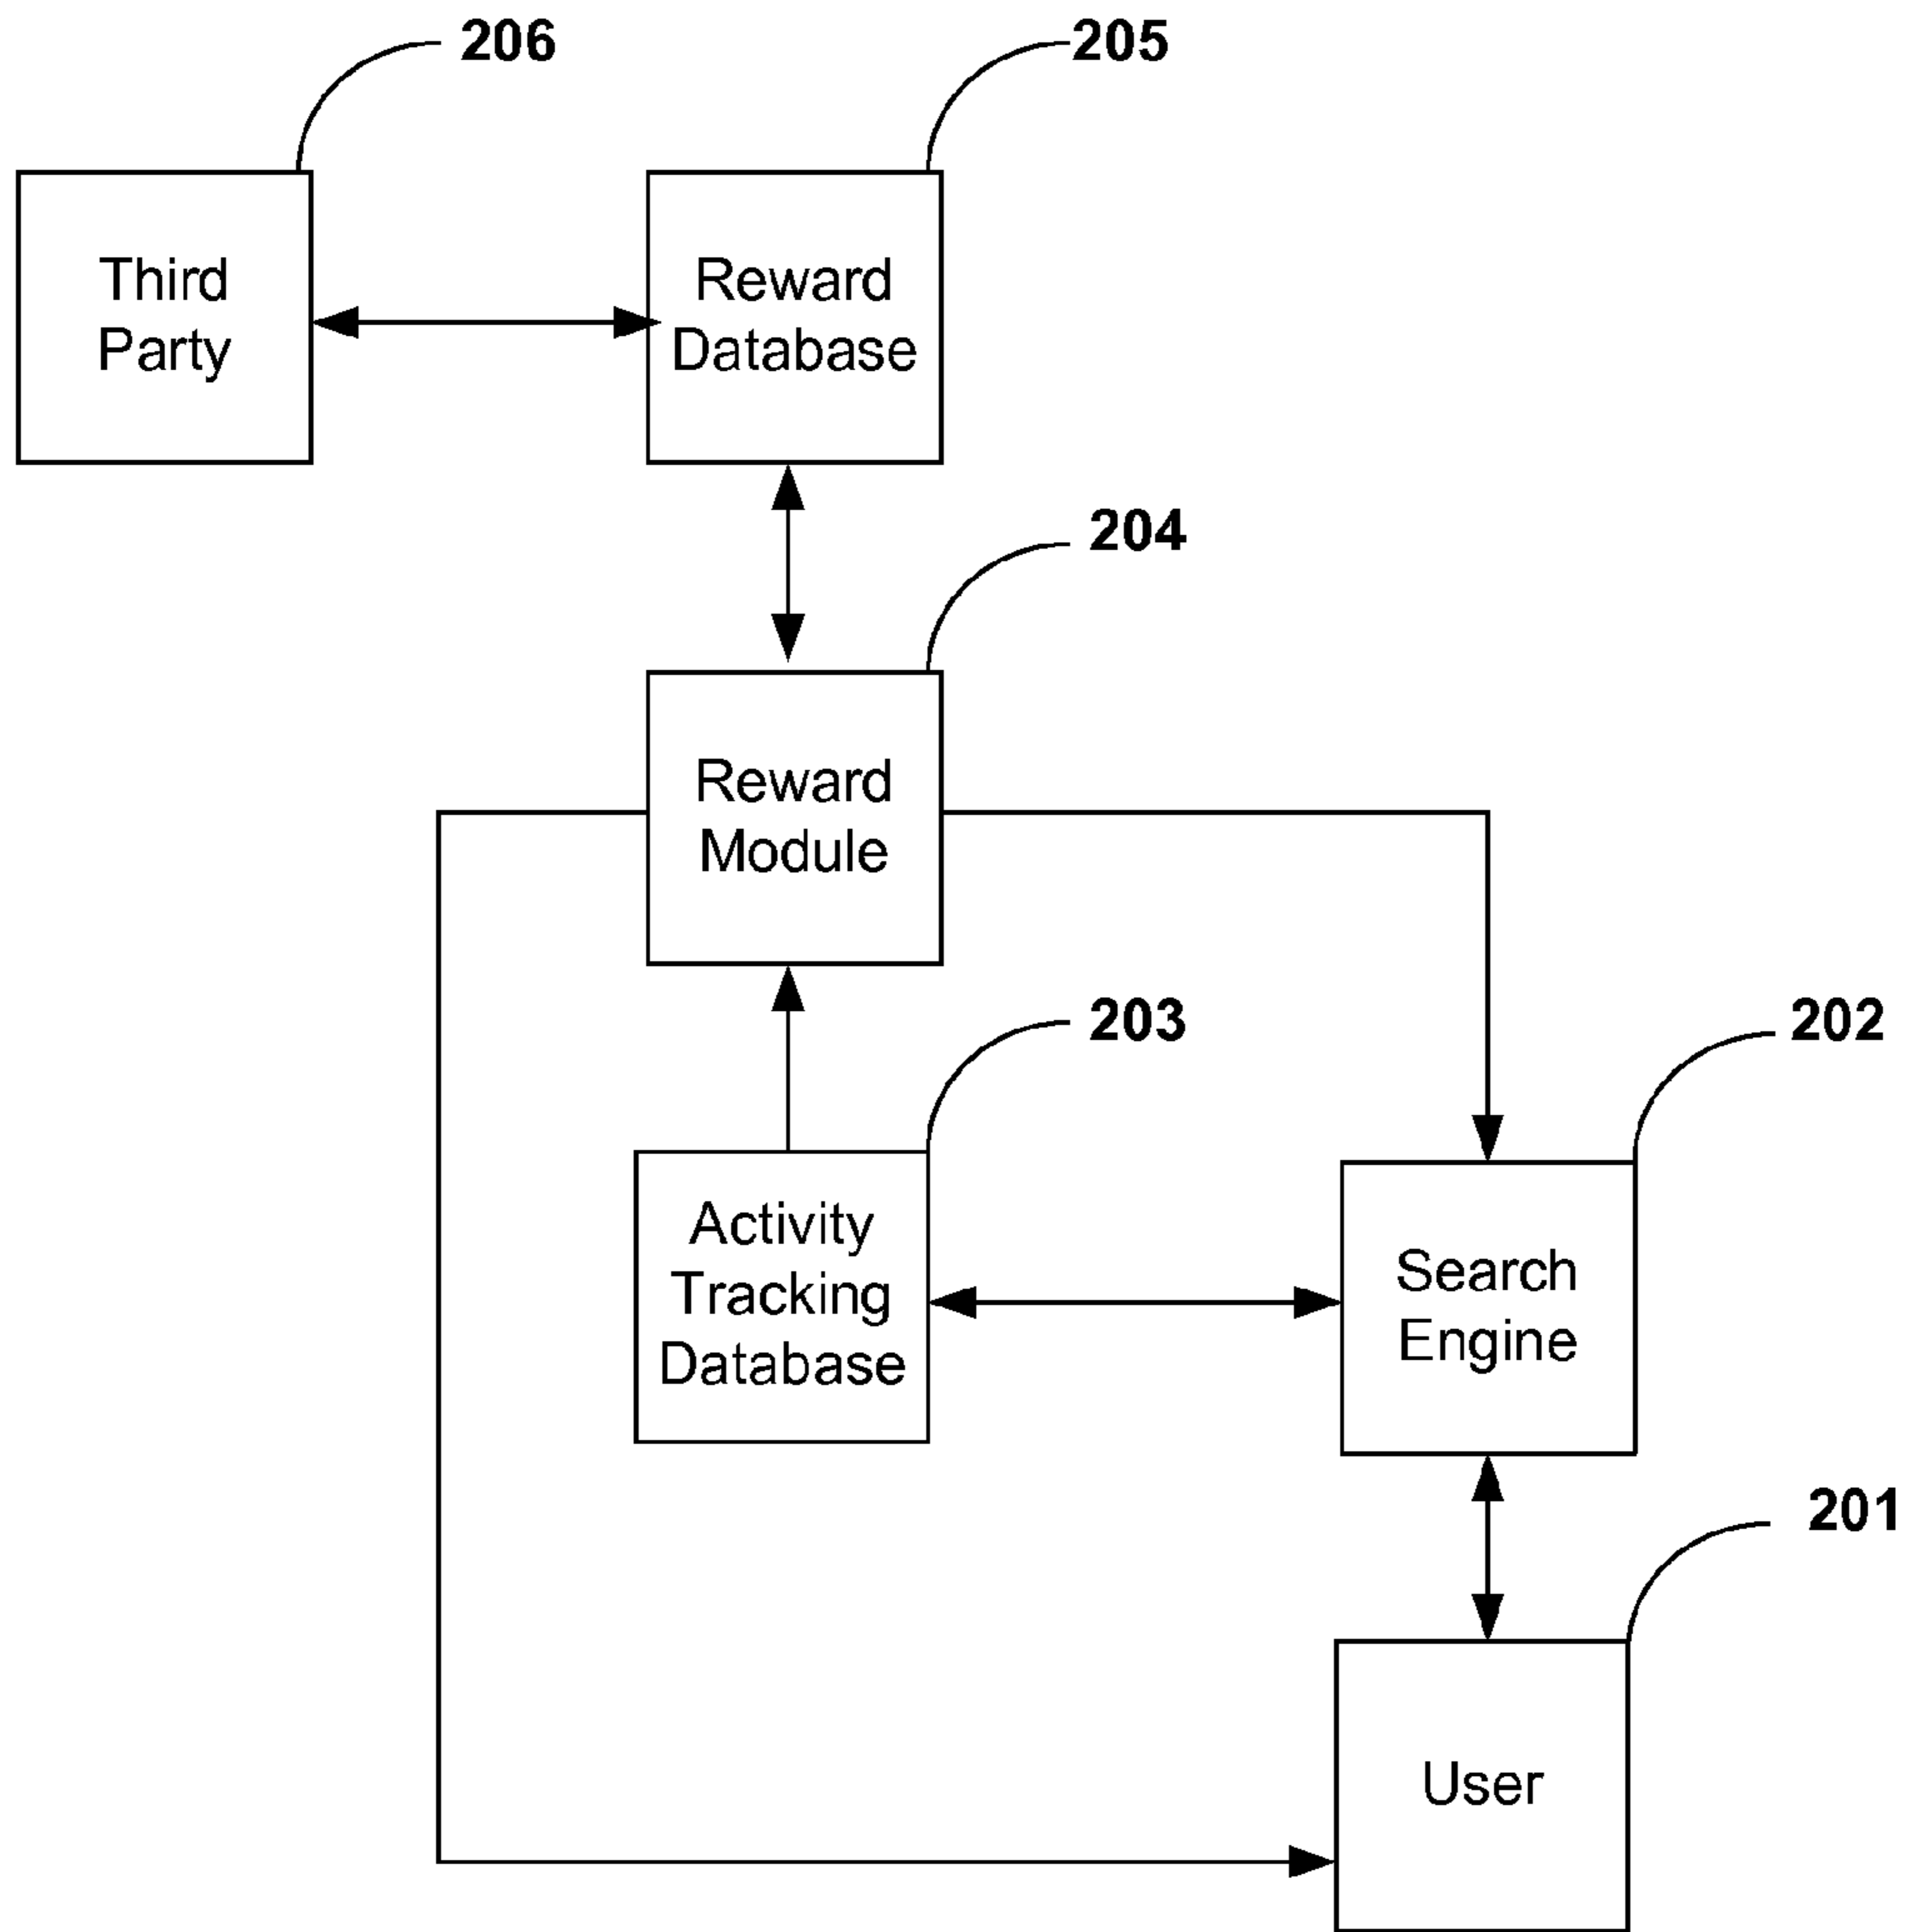 206
205
Third
Party
Reward
Database
204
Reward
Module
203
202
Activity
Tracking
Database
Search
Engine
201
User